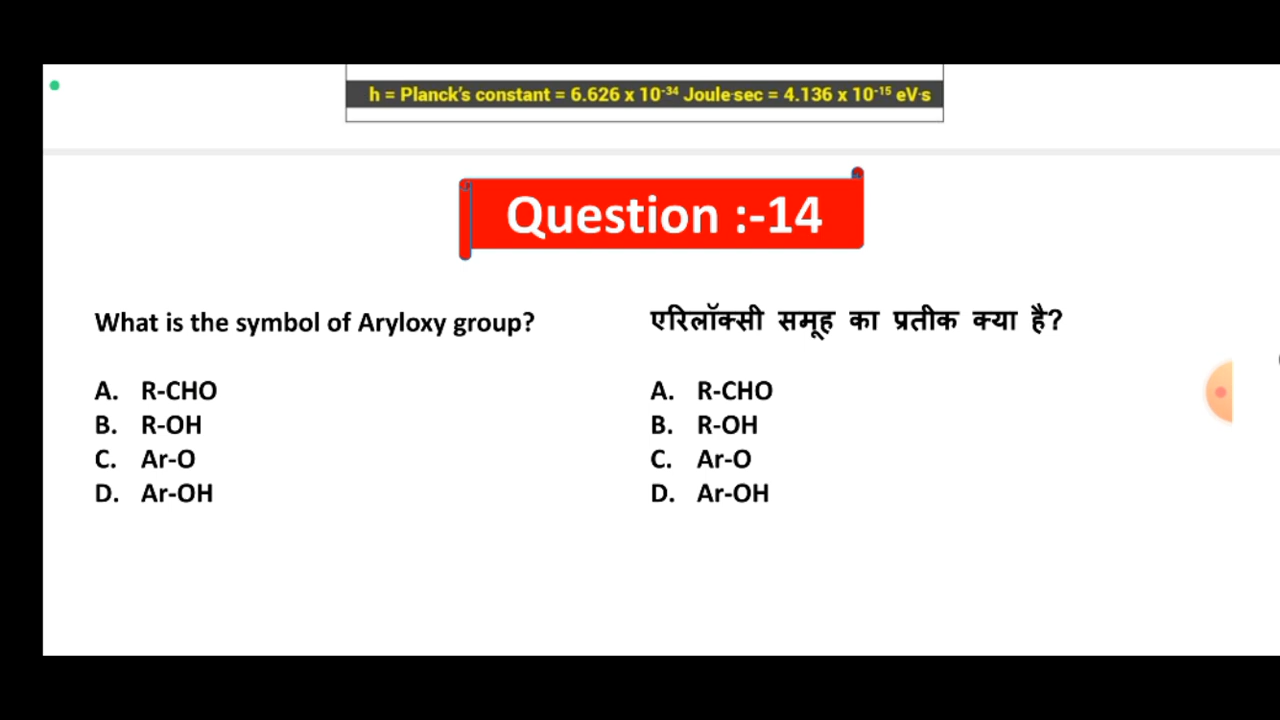 h = Planck's constant = 6.626 x 10⁻³⁴ Joule·sec = 4.136 x 10⁻¹⁵ eV·s
Question :-14
What is the symbol of Aryloxy group?
A. R-CHO
B. R-OH
C. Ar-O
D. Ar-OH
एरिलॉक्सी समूह का प्रतीक क्या है?
A. R-CHO
B. R-OH
C. Ar-O
D. Ar-OH